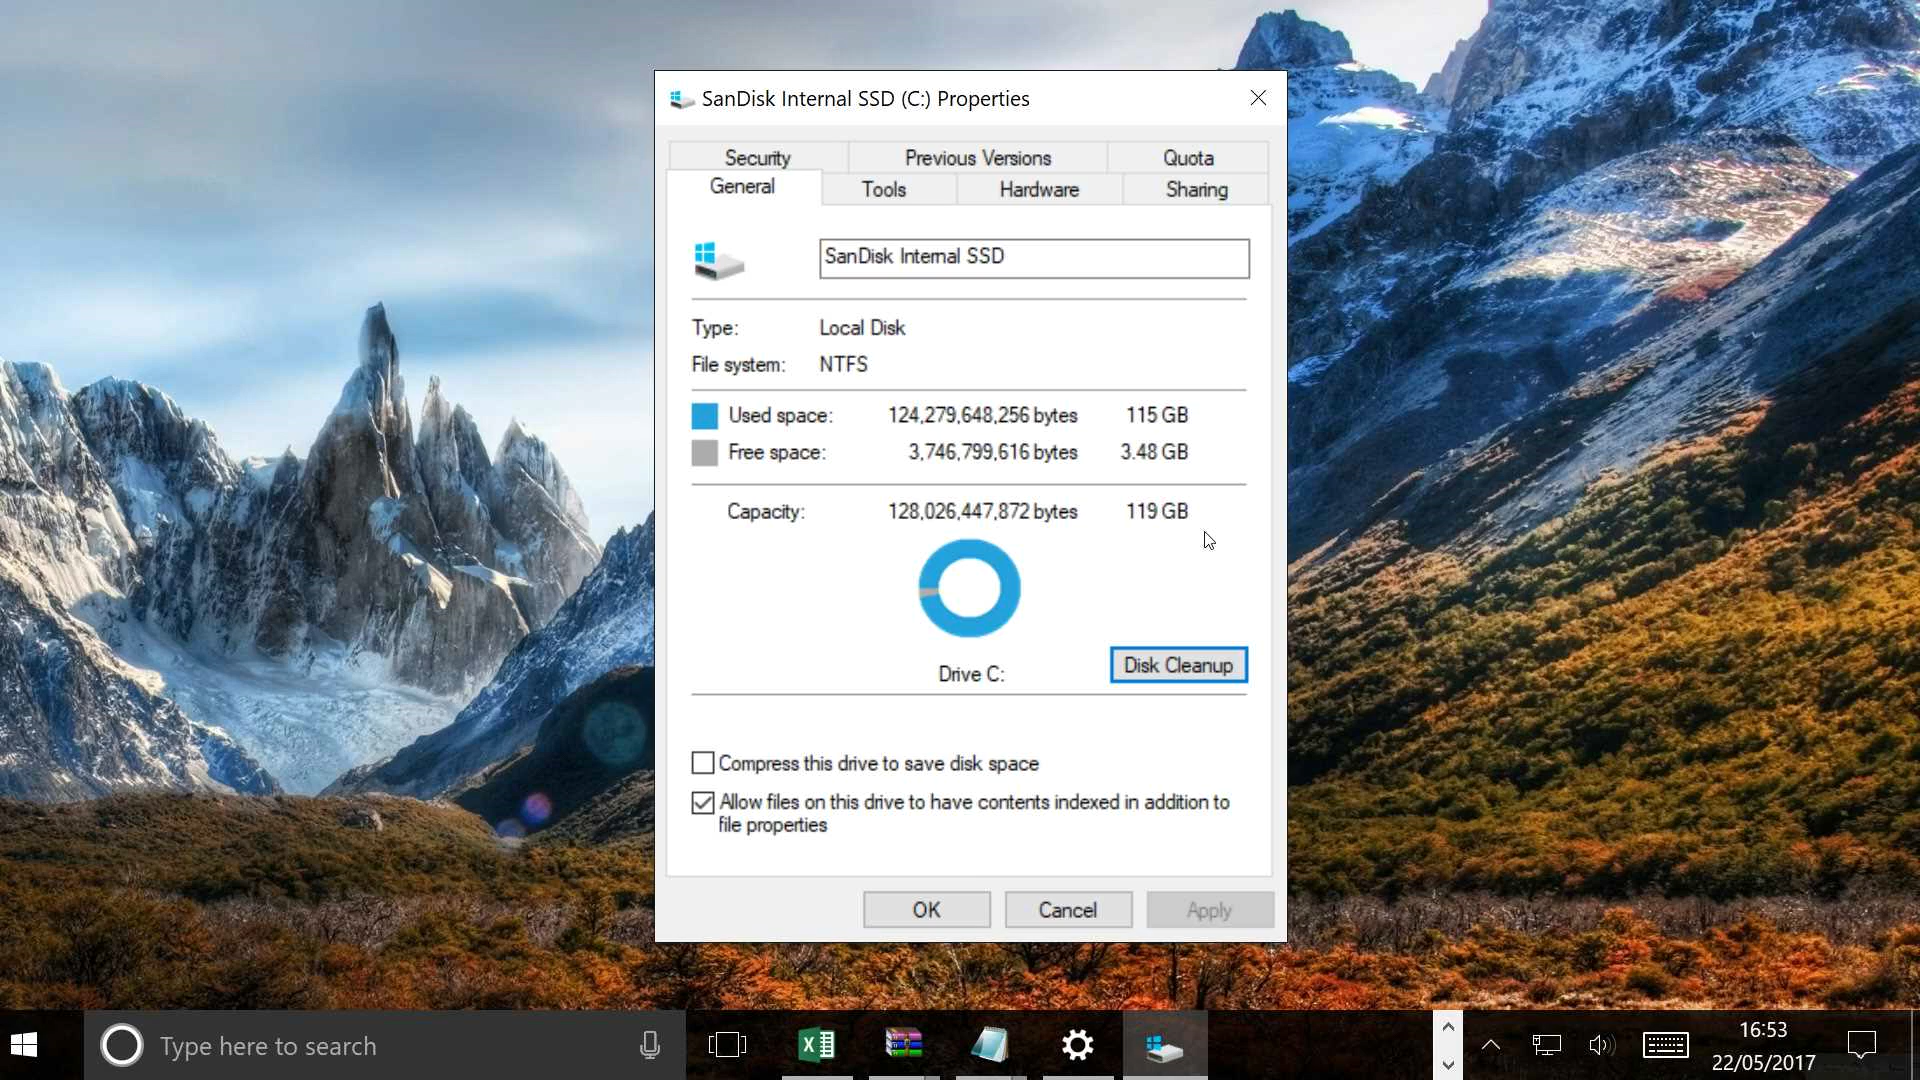 SanDisk Internal SSD (C:) Properties
Security Previous Versions Quota
General Tools Hardware Sharing
SanDisk Internal SSD
Type: Local Disk
File system: NTFS
Used space: 124,279,648,256 bytes 115 GB
Free space: 3,746,799,616 bytes 3.48 GB
Capacity: 128,026,447,872 bytes 119 GB
Drive C:
Disk Cleanup
Compress this drive to save disk space
Allow files on this drive to have contents indexed in addition to
file properties
OK Cancel Apply
Type here to search
16:53
22/05/2017